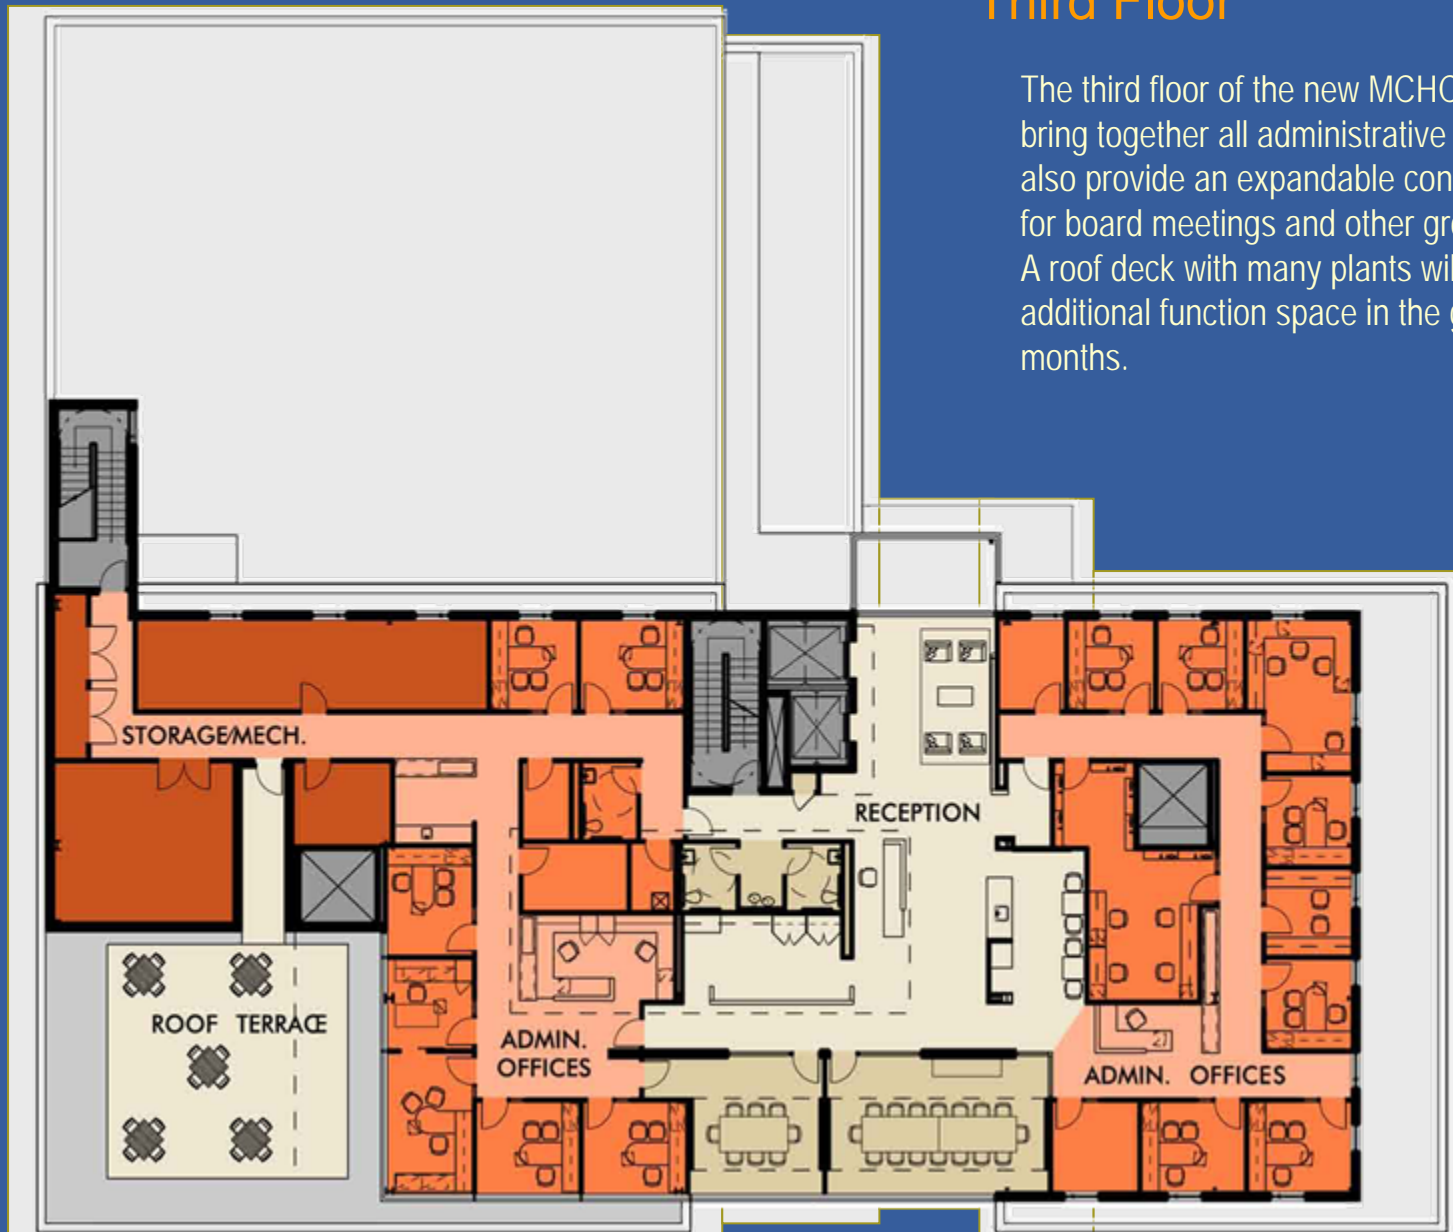 Third Floor
The third floor of the new MCHC
bring together all administrative
also provide an expandable con
for board meetings and other gr
A roof deck with many plants wil
additional function space in the g
months.
STORAGE/MECH.
RECEPTION
ROOF TERRACE
ADMIN.
OFFICES
ADMIN. OFFICES